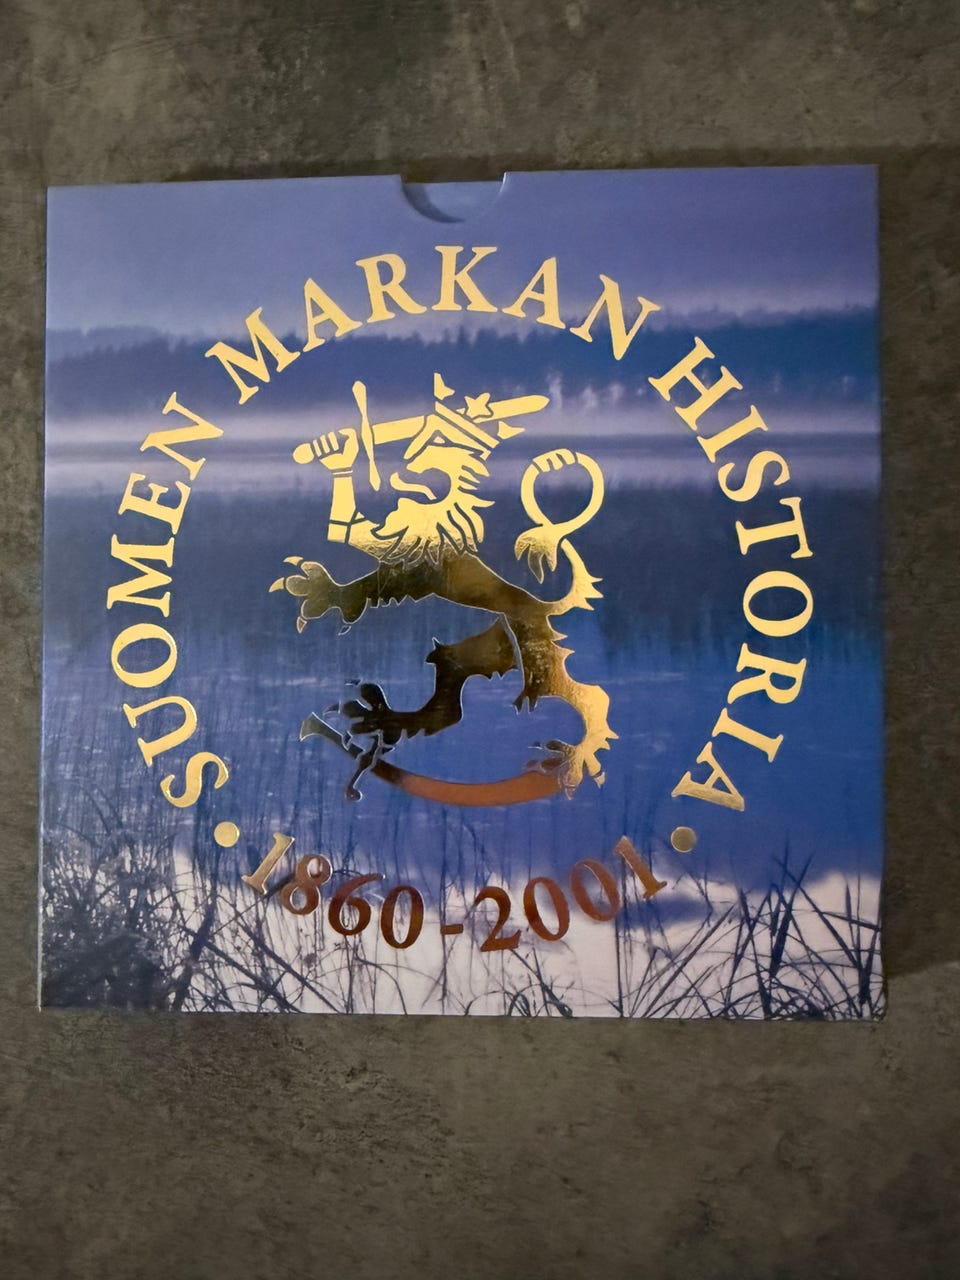 SUOMEN MARKAN HISTORIA
• 1860-2001 •